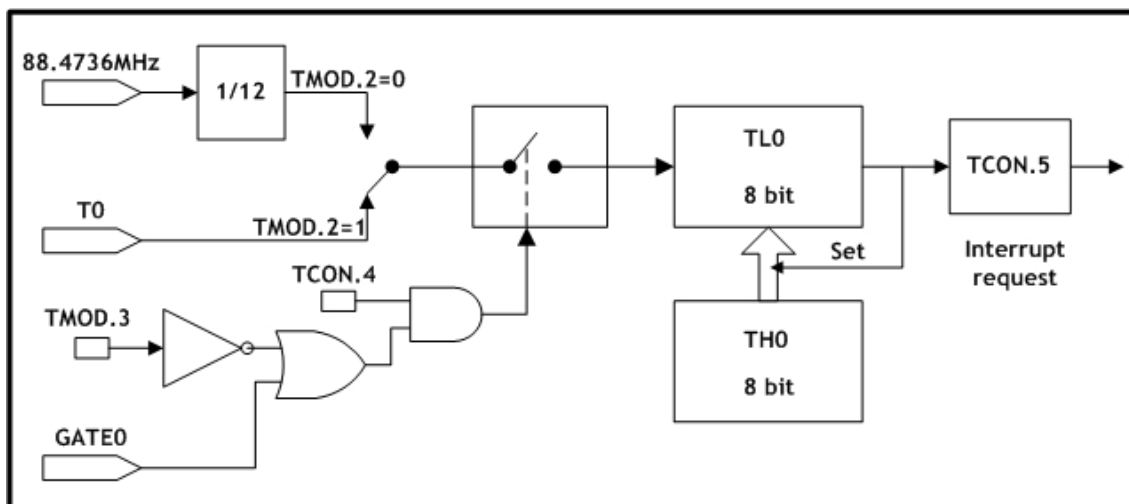 88.4736MHz
1/12
TMOD.2=0
T0
TMOD.2=1
TL0
8 bit
TCON.5
Set
Interrupt
request
TCON.4
TMOD.3
TH0
8 bit
GATE0